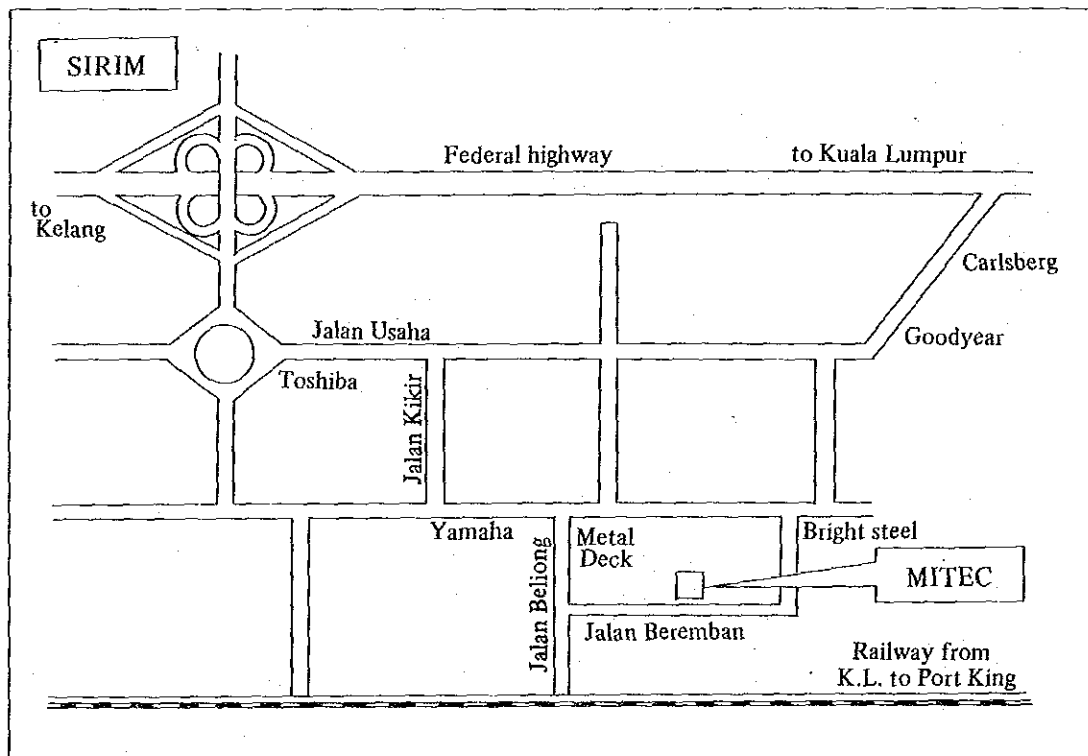 SIRIM
Federal highway
to Kuala Lumpur
to
Kelang
Carlsberg
Jalan Usaha
Goodyear
Toshiba
Jalan Kikir
Yamaha
Jalan Beliong
Metal
Deck
Bright steel
MITEC
Jalan Beremban
Railway from
K.L. to Port King